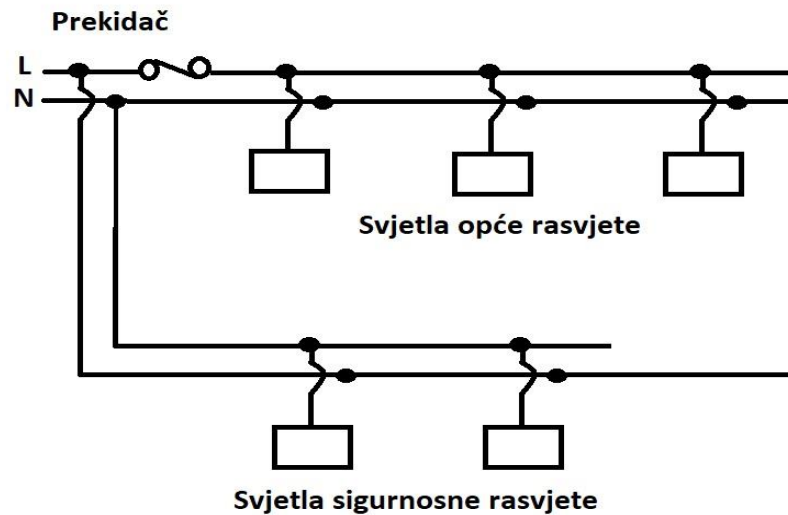 Prekidač
L
N
Svjetla opće rasvjete
Svjetla sigurnosne rasvjete